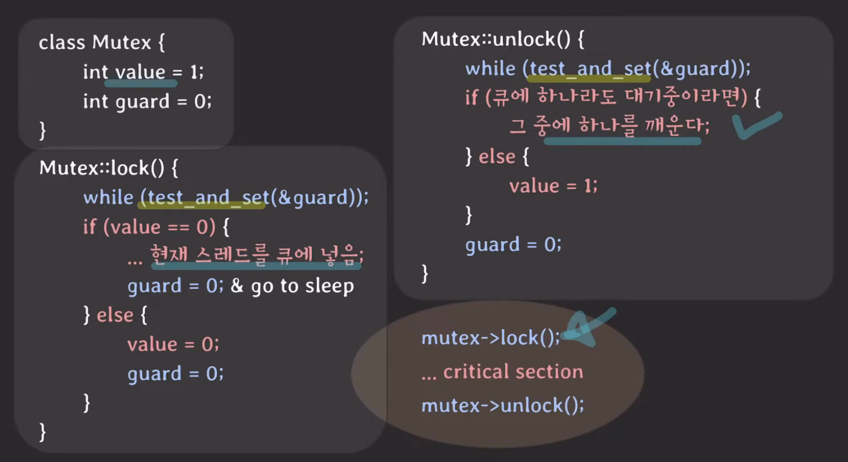 class Mutex {
int value = 1;
int guard = 0;
}
Mutex::lock() {
while (test_and_set(&guard));
if (value == 0) {
... 현재 스레드를 큐에 넣음;
guard = 0; & go to sleep
} else {
value = 0;
guard = 0;
}
}
Mutex::unlock() {
while (test_and_set(&guard));
if (큐에 하나라도 대기중이라면) {
그 중에 하나를 깨운다;
} else {
value = 1;
}
guard = 0;
}
mutex->lock();
... critical section
mutex->unlock();